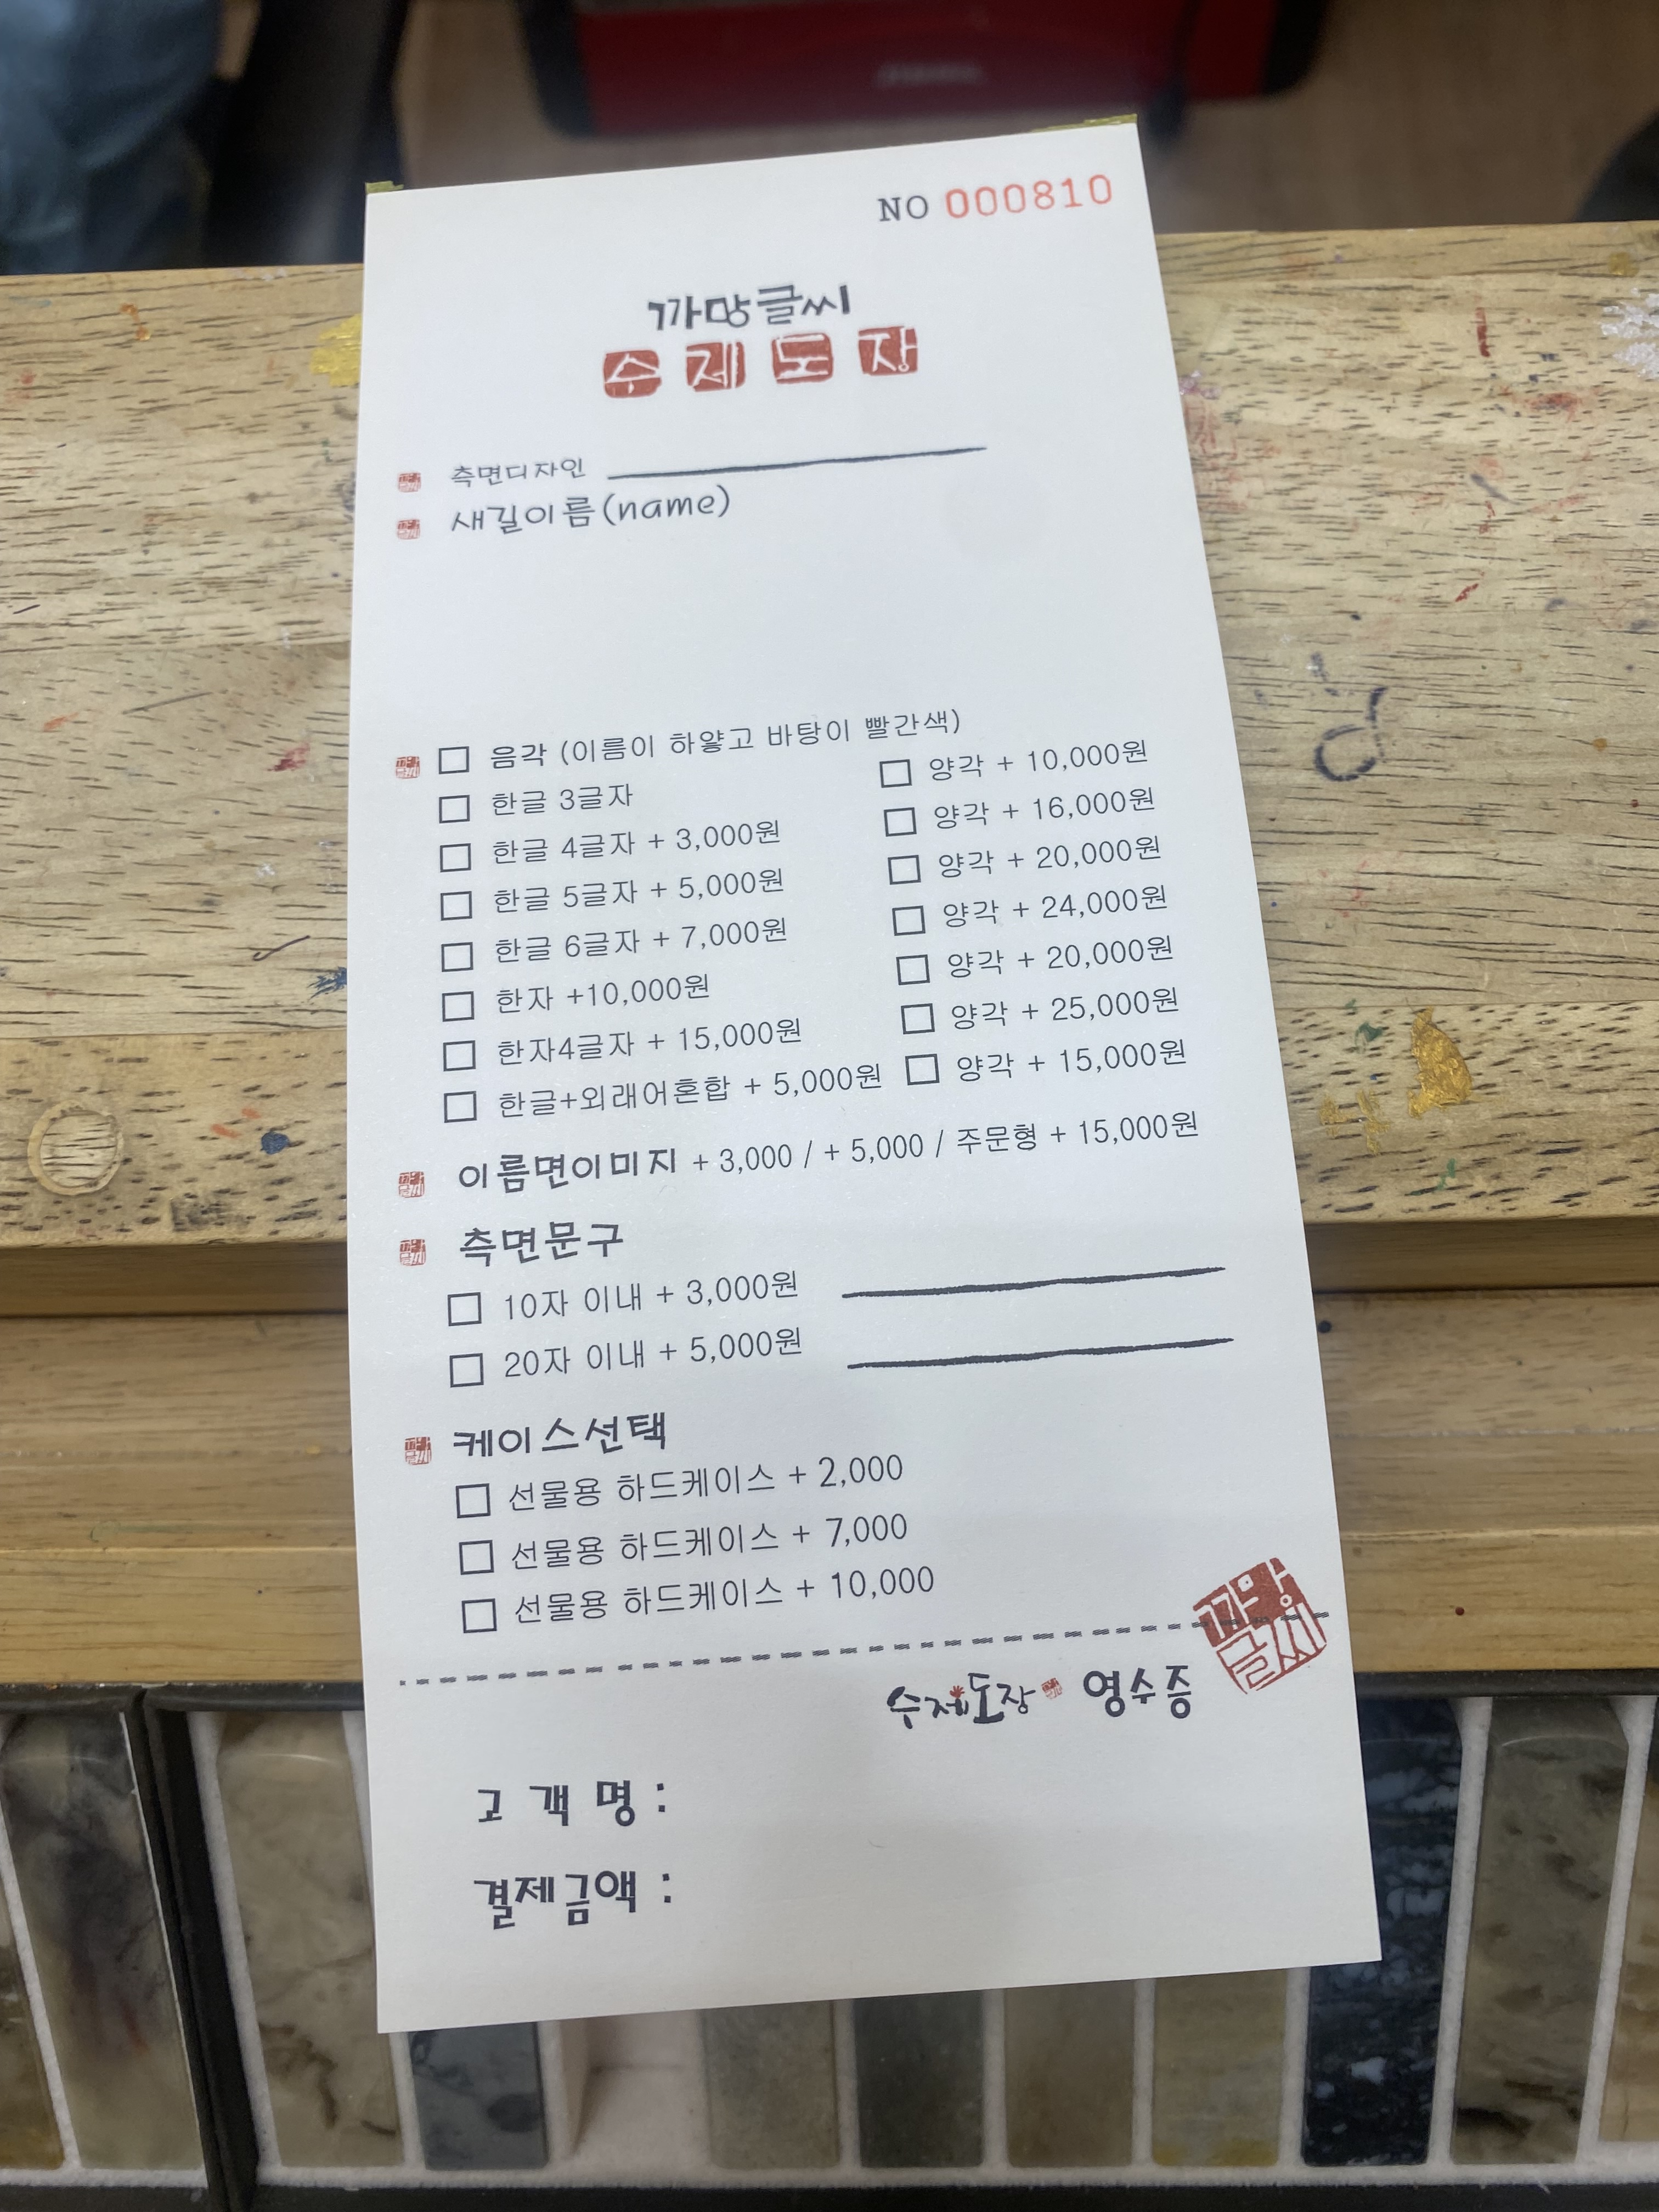 NO 000810
까망글씨
수제도장
측면디자인
새길이름(name)
음각 (이름이 하얗고 바탕이 빨간색)
한글 3글자 양각 + 10,000원
한글 4글자 + 3,000원 양각 + 16,000원
한글 5글자 + 5,000원 양각 + 20,000원
한글 6글자 + 7,000원 양각 + 24,000원
한자 +10,000원 양각 + 20,000원
한자4글자 + 15,000원 양각 + 25,000원
한글+외래어혼합 + 5,000원 양각 + 15,000원
이름면이미지 + 3,000 / + 5,000 / 주문형 + 15,000원
측면문구
10자 이내 + 3,000원
20자 이내 + 5,000원
케이스선택
선물용 하드케이스 + 2,000
선물용 하드케이스 + 7,000
선물용 하드케이스 + 10,000
까망글씨
수제도장 영수증
고객명 :
결제금액 :